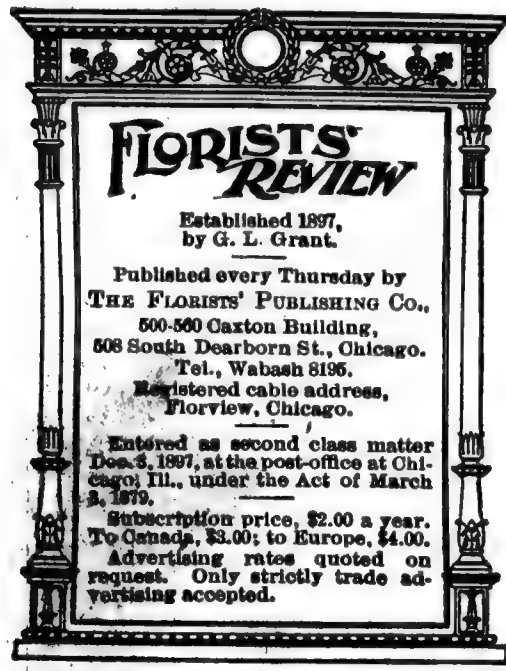 FLORISTS'
REVIEW
Established 1897,
by G. L. Grant.
Published every Thursday by
THE FLORISTS' PUBLISHING CO.,
500-560 Caxton Building,
508 South Dearborn St., Chicago.
Tel., Wabash 8195.
Registered cable address,
Florview, Chicago.
Entered as second class matter
Dec. 3, 1897, at the post-office at Chi-
cago, Ill., under the Act of March
3, 1879.
Subscription price, $2.00 a year.
To Canada, $3.00; to Europe, $4.00.
Advertising rates quoted on
request. Only strictly trade ad-
vertising accepted.